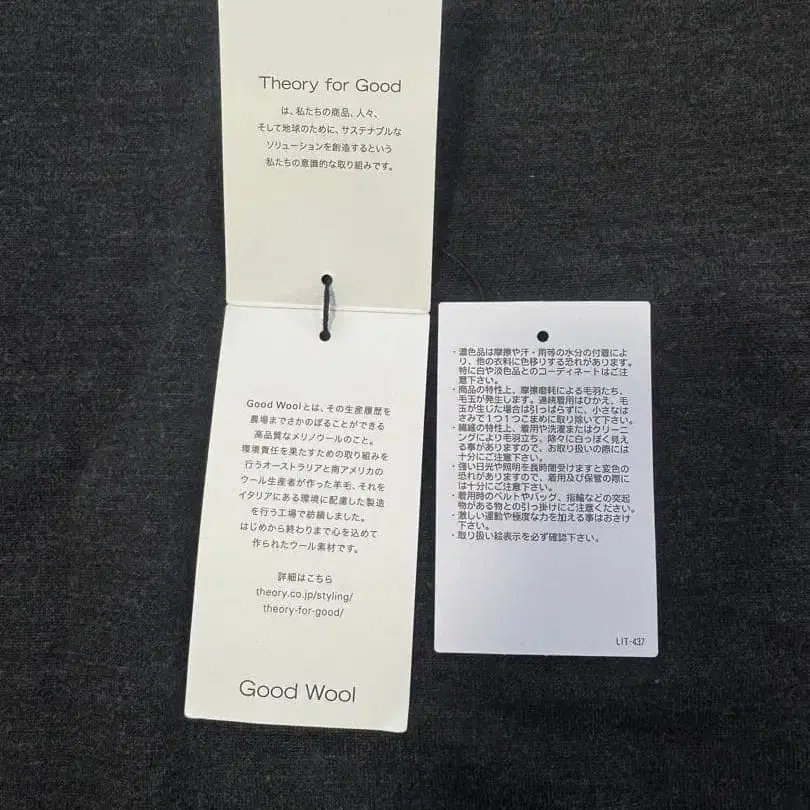 Theory for Good
は、私たちの商品、人々、
そして地球のために、サステナブルな
ソリューションを創造するという
私たちの意識的な取り組みです。
Good Woolとは、その生産履歴を
農場までさかのぼることができる
高品質なメリノウールのこと。
環境責任を果たすための取り組みを
行うオーストラリアと南アメリカの
ウール生産者が作った羊毛、それを
イタリアにある環境に配慮した製造
を行う工場で紡績しました。
はじめから終わりまで心を込めて
作られたウール素材です。
詳細はこちら
theory.co.jp/styling/
theory-for-good/
Good Wool
・濃色品は摩擦や汗・雨等の水分の付着によ
り、他の衣料に色移りする恐れがあります。
特に白や淡色品とのコーディネートはご注
意下さい。
・商品の特性上、摩擦磨耗による毛羽たち、
毛玉が発生します。連続着用はひかえ、毛
玉が生じた場合は引っぱらずに、小さなは
さみで1つ1つこまめに取り除いて下さい。
・繊維の特性上、着用や洗濯またはクリーニ
ングにより毛羽立ち、除々に白っぽく見え
る事がありますので、お取り扱いの際には
十分にご注意下さい。
・強い日光や照明を長時間受けますと変色の
恐れがありますので、着用及び保管の際に
は十分にご注意下さい。
・着用時のベルトやバッグ、指輪などの突起
物がある物との引っ掛けにご注意ください。
・激しい運動や極度な力を加える事はおさけ
下さい。
・取り扱い絵表示を必ず確認下さい。
LIT-437